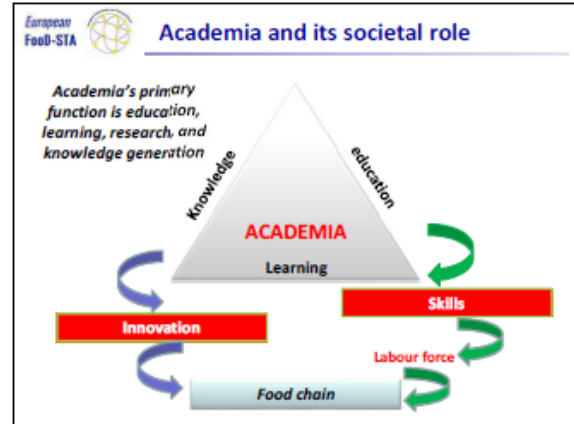 European
FooD-STA
Academia and its societal role
Academia's primary
function is education,
learning, research, and
knowledge generation
Knowledge
education
ACADEMIA
Learning
Skills
Innovation
Labour force
Food chain